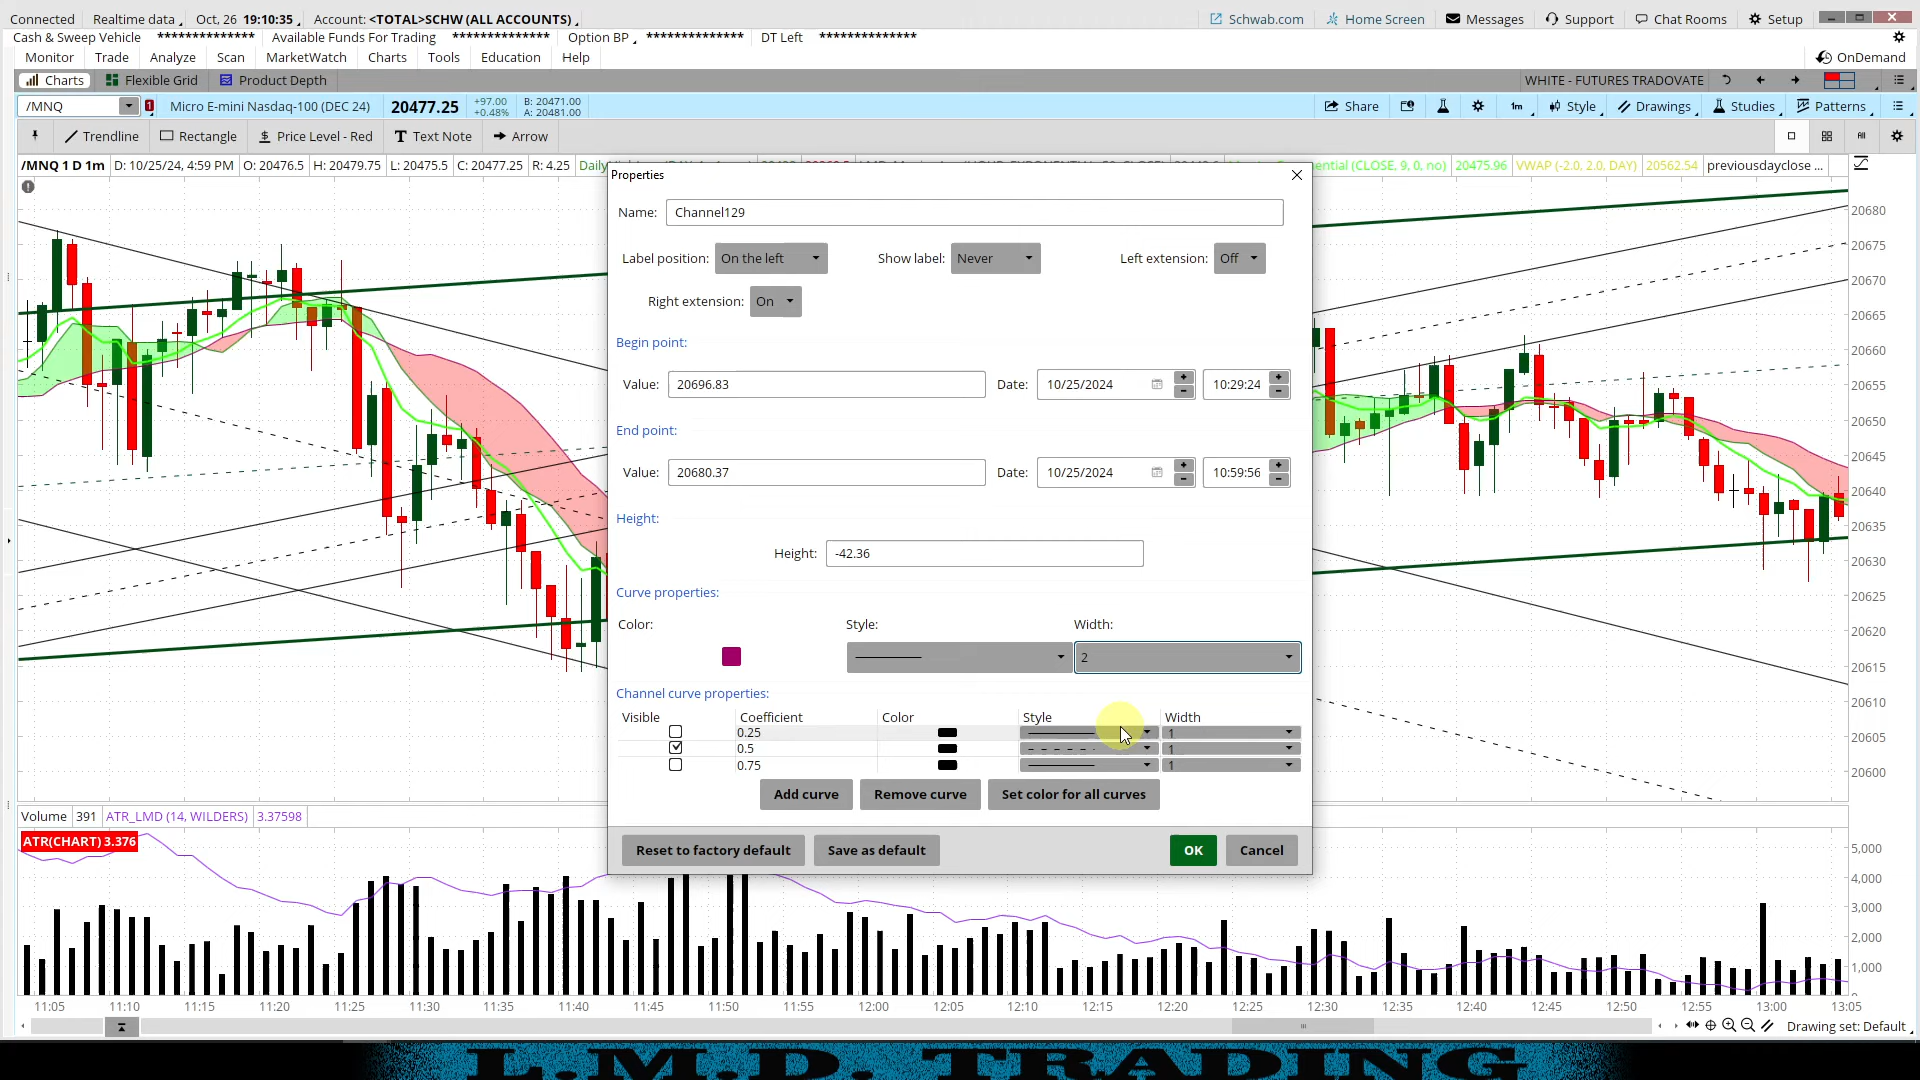 Connected Realtime data Oct, 26 19:10:35 Account: <TOTAL>SCHW (ALL ACCOUNTS) Schwab.com Home Screen Messages Support Chat Rooms Setup
Cash & Sweep Vehicle ************** Available Funds For Trading ************** Option BP ************** DT Left **************
Monitor Trade Analyze Scan MarketWatch Charts Tools Education Help OnDemand
Charts Flexible Grid Product Depth WHITE - FUTURES TRADOVATE
/MNQ 1 Micro E-mini Nasdaq-100 (DEC 24) 20477.25 +97.00 +0.48% B: 20471.00 A: 20481.00 Share 1m Style Drawings Studies Patterns
Trendline Rectangle Price Level - Red Text Note Arrow All
/MNQ 1 D 1m D: 10/25/24, 4:59 PM O: 20476.5 H: 20479.75 L: 20475.5 C: 20477.25 R: 4.25 ential (CLOSE, 9, 0, no) 20475.96 VWAP (-2.0, 2.0, DAY) 20562.54 previousdayclose ...
Properties
Name: Channel129
Label position: On the left Show label: Never Left extension: Off
Right extension: On
Begin point:
Value: 20696.83 Date: 10/25/2024 10:29:24
End point:
Value: 20680.37 Date: 10/25/2024 10:59:56
Height:
Height: -42.36
Curve properties:
Color: Style: Width:
2
Channel curve properties:
Visible Coefficient Color Style Width
0.25 1
0.5 1
0.75 1
Add curve Remove curve Set color for all curves
Reset to factory default Save as default OK Cancel
20680
20675
20670
20665
20660
20655
20650
20645
20640
20635
20630
20625
20620
20615
20610
20605
20600
Volume 391 ATR_LMD (14, WILDERS) 3.37598
ATR(CHART) 3.376
5,000
4,000
3,000
2,000
1,000
11:05 11:10 11:15 11:20 11:25 11:30 11:35 11:40 11:45 11:50 11:55 12:00 12:05 12:10 12:15 12:20 12:25 12:30 12:35 12:40 12:45 12:50 12:55 13:00 13:05
Drawing set: Default
L.M.D. TRADING